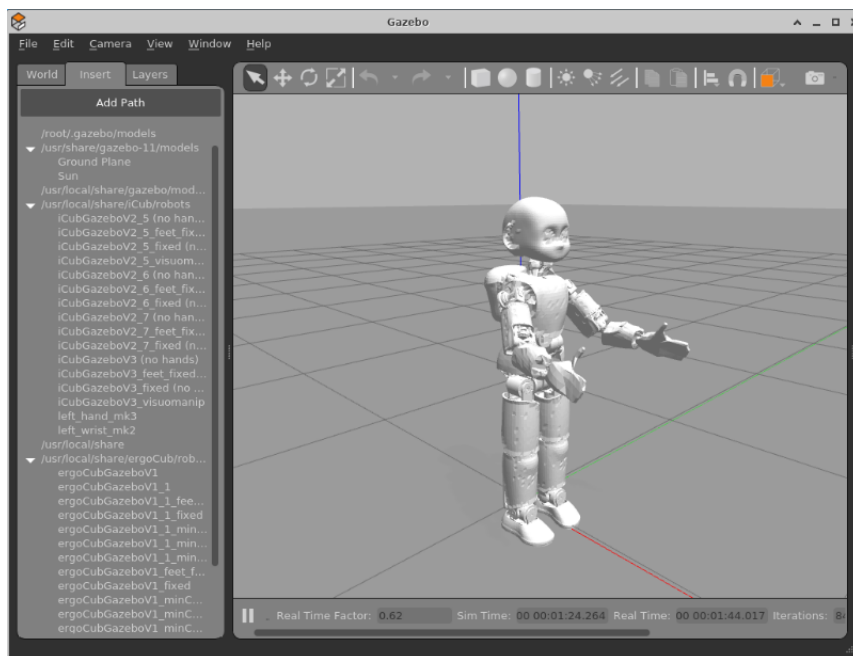 Gazebo
File Edit Camera View Window Help
World Insert Layers
Add Path
/root/.gazebo/models
/usr/share/gazebo-11/models
Ground Plane
Sun
/usr/local/share/gazebo/mod...
/usr/local/share/iCub/robots
iCubGazeboV2_5 (no han...
iCubGazeboV2_5_feet_fix...
iCubGazeboV2_5_fixed (n...
iCubGazeboV2_5_visuom...
iCubGazeboV2_6 (no han...
iCubGazeboV2_6_feet_fix...
iCubGazeboV2_6_fixed (n...
iCubGazeboV2_7 (no han...
iCubGazeboV2_7_feet_fix...
iCubGazeboV2_7_fixed (n...
iCubGazeboV3 (no hands)
iCubGazeboV3_feet_fixed...
iCubGazeboV3_fixed (no ...
iCubGazeboV3_visuomanip
left_hand_mk3
left_wrist_mk2
/usr/local/share
/usr/local/share/ergoCub/rob...
ergoCubGazeboV1
ergoCubGazeboV1_1
ergoCubGazeboV1_1_fee...
ergoCubGazeboV1_1_fixed
ergoCubGazeboV1_1_min...
ergoCubGazeboV1_1_min...
ergoCubGazeboV1_1_min...
ergoCubGazeboV1_feet_f...
ergoCubGazeboV1_fixed
ergoCubGazeboV1_minC...
ergoCubGazeboV1_minC...
ergoCubGazeboV1_minC...
Real Time Factor: 0.62 Sim Time: 00 00:01:24.264 Real Time: 00 00:01:44.017 Iterations: